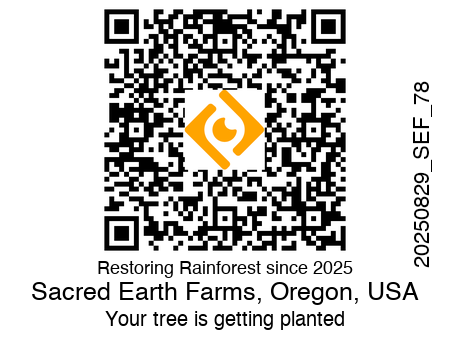 Restoring Rainforest since 2025
Sacred Earth Farms, Oregon, USA
Your tree is getting planted
20250829_SEF_78